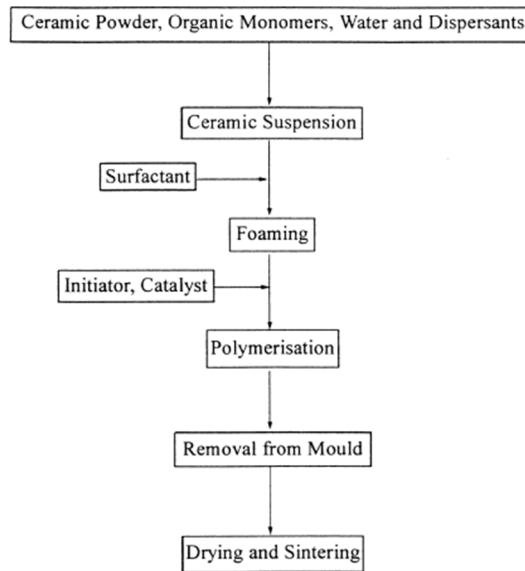 Ceramic Powder, Organic Monomers, Water and Dispersants
Ceramic Suspension
Surfactant
Foaming
Initiator, Catalyst
Polymerisation
Removal from Mould
Drying and Sintering